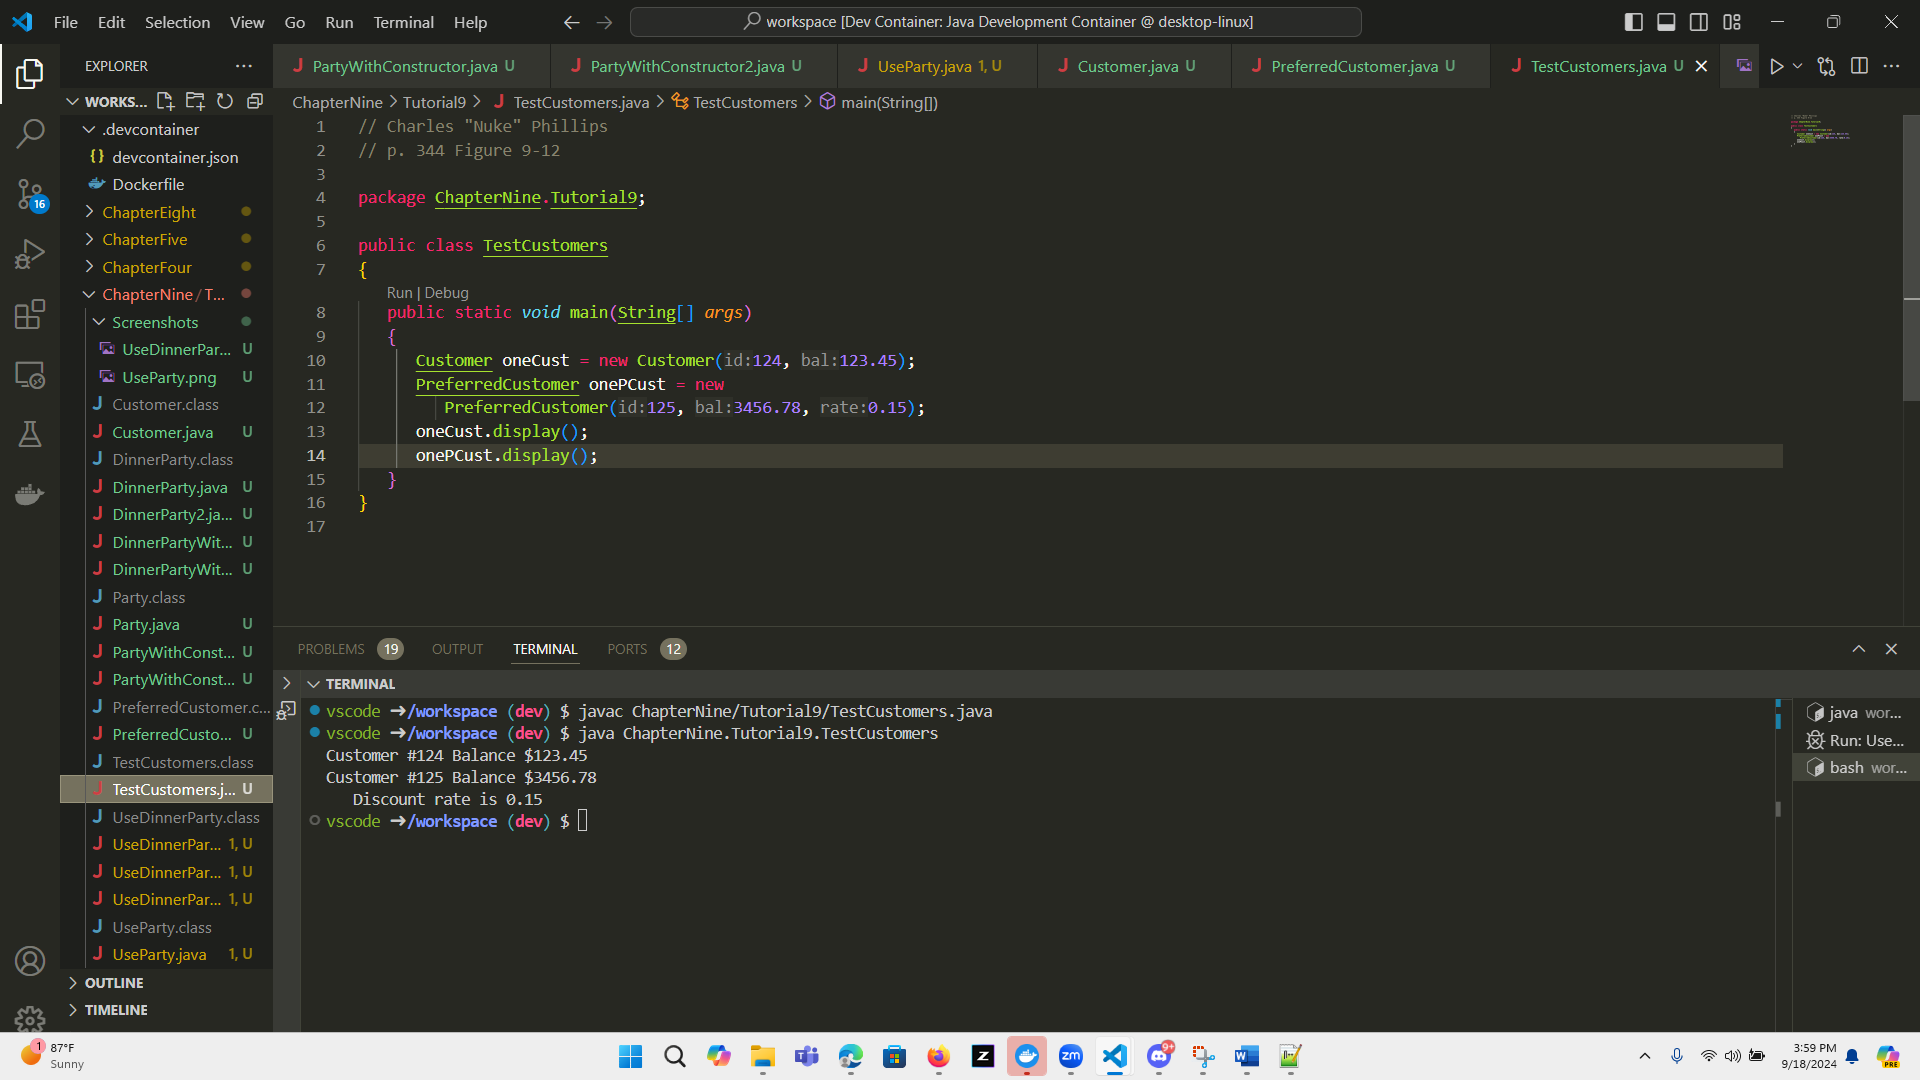 File Edit Selection View Go Run Terminal Help
workspace [Dev Container: Java Development Container @ desktop-linux]
EXPLORER
PartyWithConstructor.java U
PartyWithConstructor2.java U
UseParty.java 1, U
Customer.java U
PreferredCustomer.java U
TestCustomers.java U
WORKS...
.devcontainer
devcontainer.json
Dockerfile
ChapterEight
ChapterFive
ChapterFour
ChapterNine / T...
Screenshots
UseDinnerPar... U
UseParty.png U
Customer.class
Customer.java U
DinnerParty.class
DinnerParty.java U
DinnerParty2.ja... U
DinnerPartyWit... U
DinnerPartyWit... U
Party.class
Party.java U
PartyWithConst... U
PartyWithConst... U
PreferredCustomer.c...
PreferredCusto... U
TestCustomers.class
TestCustomers.j... U
UseDinnerParty.class
UseDinnerPar... 1, U
UseDinnerPar... 1, U
UseDinnerPar... 1, U
UseParty.class
UseParty.java 1, U
OUTLINE
TIMELINE
16
ChapterNine > Tutorial9 > TestCustomers.java > TestCustomers > main(String[])
1 // Charles "Nuke" Phillips
2 // p. 344 Figure 9-12
3
4 package ChapterNine.Tutorial9;
5
6 public class TestCustomers
7 {
Run | Debug
8 public static void main(String[] args)
9 {
10 Customer oneCust = new Customer(id:124, bal:123.45);
11 PreferredCustomer onePCust = new
12 PreferredCustomer(id:125, bal:3456.78, rate:0.15);
13 oneCust.display();
14 onePCust.display();
15 }
16 }
17
PROBLEMS 19 OUTPUT TERMINAL PORTS 12
TERMINAL
vscode ➜/workspace (dev) $ javac ChapterNine/Tutorial9/TestCustomers.java
vscode ➜/workspace (dev) $ java ChapterNine.Tutorial9.TestCustomers
Customer #124 Balance $123.45
Customer #125 Balance $3456.78
Discount rate is 0.15
vscode ➜/workspace (dev) $
java wor...
Run: Use...
bash wor...
1
87°F
Sunny
Z
zm
9+
W
PRE
3:59 PM
9/18/2024